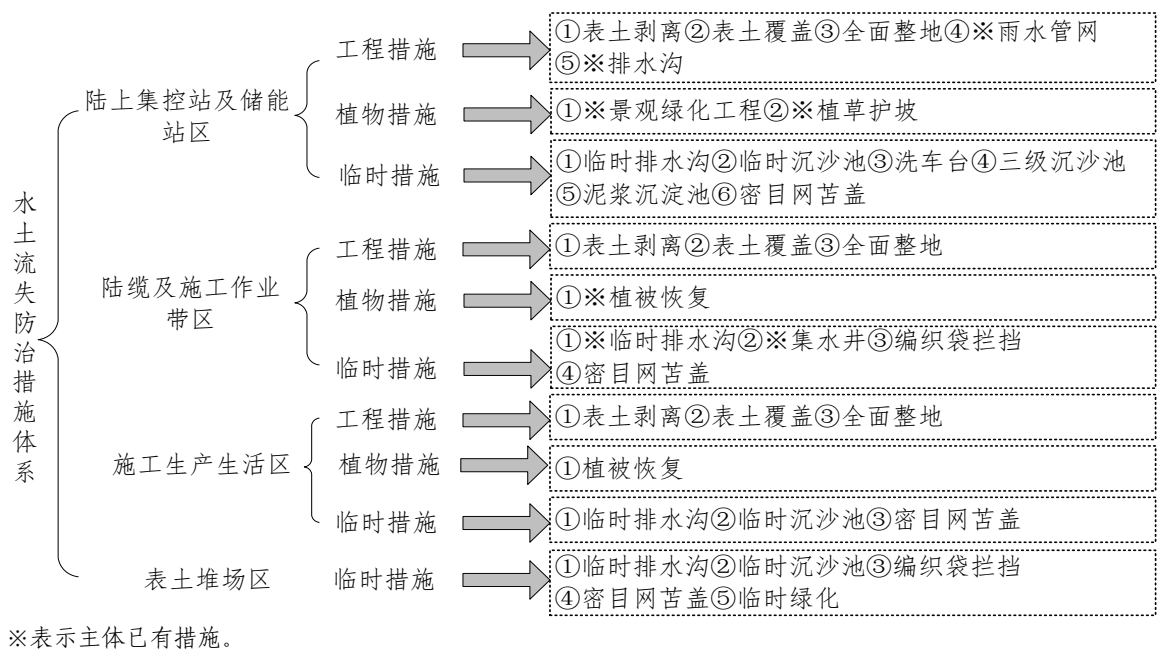 水土流失防治措施体系
陆上集控站及储能
站区
工程措施
①表土剥离②表土覆盖③全面整地④※雨水管网
⑤※排水沟
植物措施
①※景观绿化工程②※植草护坡
临时措施
①临时排水沟②临时沉沙池③洗车台④三级沉沙池
⑤泥浆沉淀池⑥密目网苫盖
陆缆及施工作业
带区
工程措施
①表土剥离②表土覆盖③全面整地
植物措施
①※植被恢复
临时措施
①※临时排水沟②※集水井③编织袋拦挡
④密目网苫盖
施工生产生活区
工程措施
①表土剥离②表土覆盖③全面整地
植物措施
①植被恢复
临时措施
①临时排水沟②临时沉沙池③密目网苫盖
表土堆场区
临时措施
①临时排水沟②临时沉沙池③编织袋拦挡
④密目网苫盖⑤临时绿化
※表示主体已有措施。